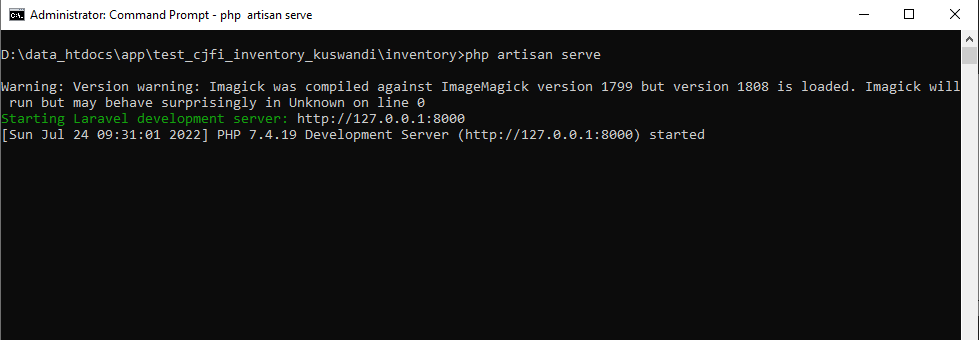 Administrator: Command Prompt - php  artisan serve
D:\data_htdocs\app\test_cjfi_inventory_kuswandi\inventory>php artisan serve
Warning: Version warning: Imagick was compiled against ImageMagick version 1799 but version 1808 is loaded. Imagick will
 run but may behave surprisingly in Unknown on line 0
Starting Laravel development server: http://127.0.0.1:8000
[Sun Jul 24 09:31:01 2022] PHP 7.4.19 Development Server (http://127.0.0.1:8000) started